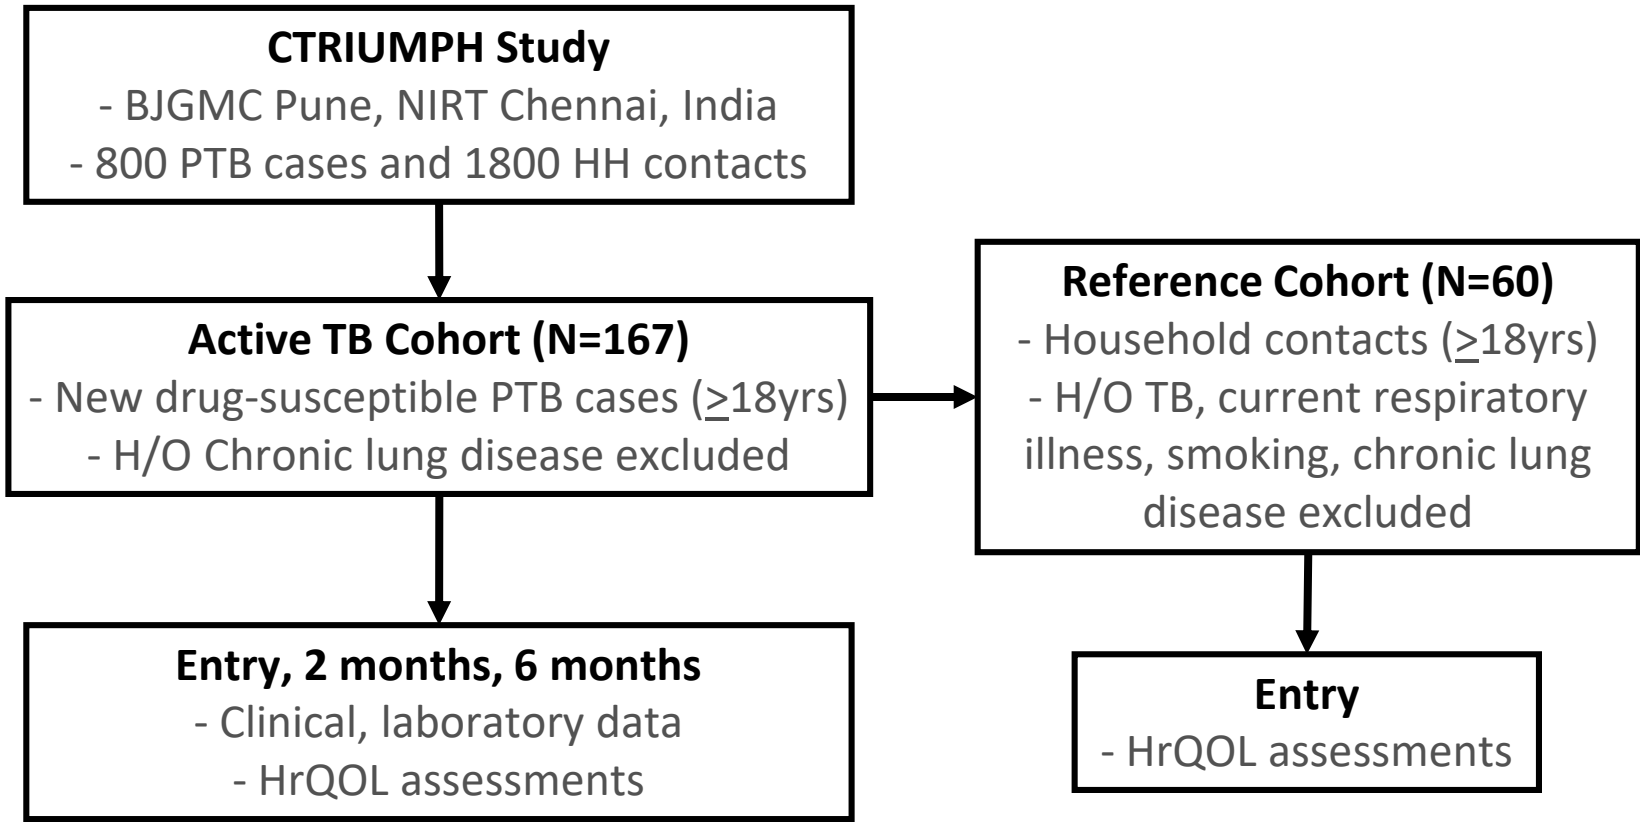 CTRIUMPH Study
- BJGMC Pune, NIRT Chennai, India
- 800 PTB cases and 1800 HH contacts
Active TB Cohort (N=167)
- New drug-susceptible PTB cases (≥18yrs)
- H/O Chronic lung disease excluded
Reference Cohort (N=60)
- Household contacts (≥18yrs)
- H/O TB, current respiratory
illness, smoking, chronic lung
disease excluded
Entry, 2 months, 6 months
- Clinical, laboratory data
- HrQOL assessments
Entry
- HrQOL assessments